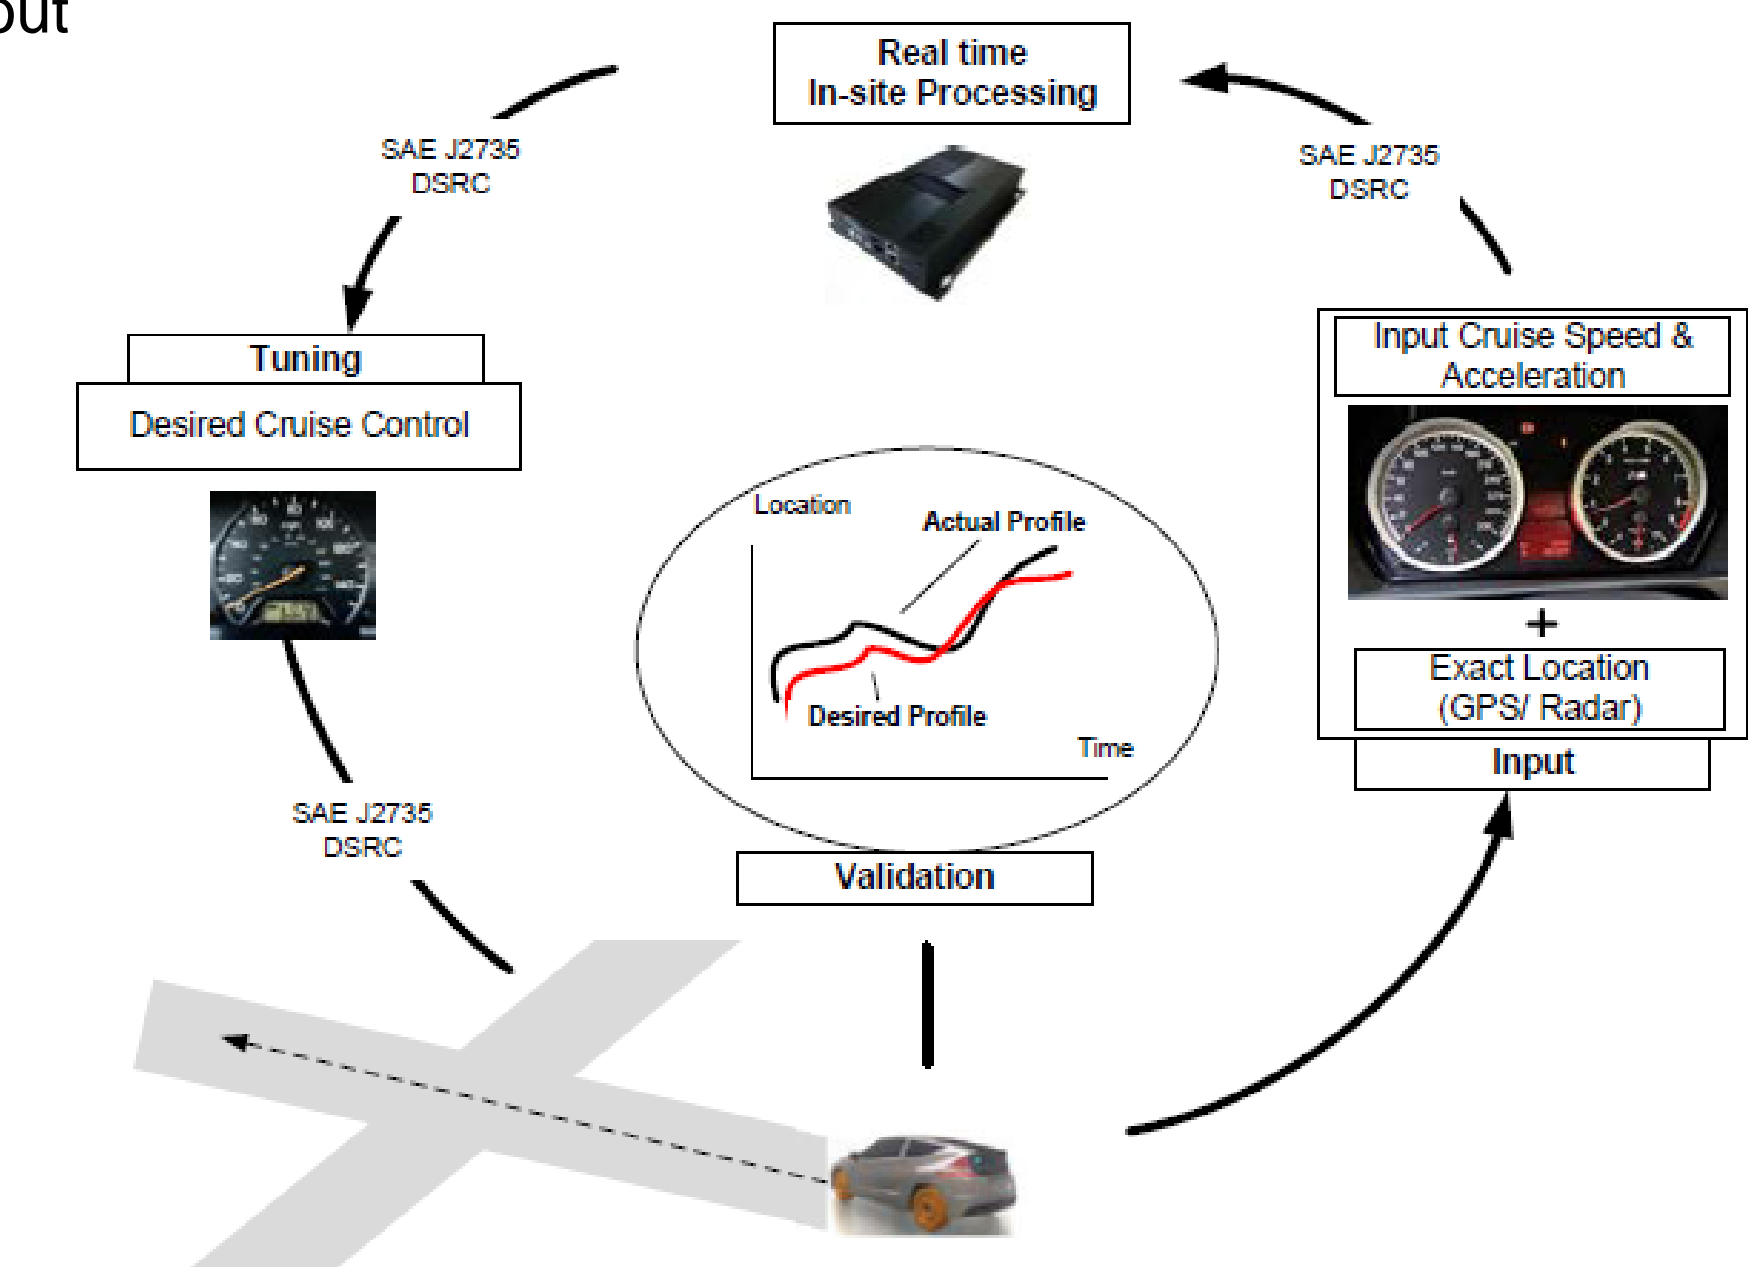 out
Real time
In-site Processing
SAE J2735
DSRC
SAE J2735
DSRC
Tuning
Desired Cruise Control
Input Cruise Speed &
Acceleration
+
Exact Location
(GPS/ Radar)
Input
Location
Actual Profile
Desired Profile
Time
Validation
SAE J2735
DSRC